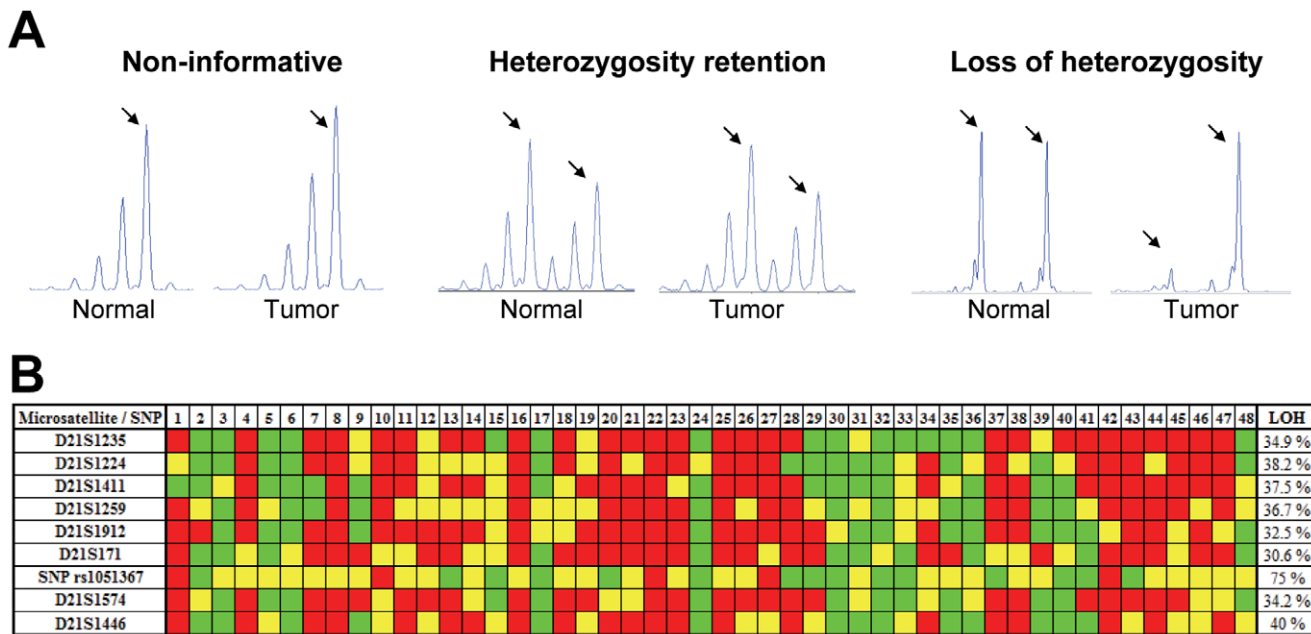 A
Non-informative Heterozygosity retention Loss of heterozygosity
Normal Tumor Normal Tumor Normal Tumor
B
Microsatellite / SNP 1 2 3 4 5 6 7 8 9 10 11 12 13 14 15 16 17 18 19 20 21 22 23 24 25 26 27 28 29 30 31 32 33 34 35 36 37 38 39 40 41 42 43 44 45 46 47 48 LOH
D21S1235 34.9 %
D21S1224 38.2 %
D21S1411 37.5 %
D21S1259 36.7 %
D21S1912 32.5 %
D21S171 30.6 %
SNP rs1051367 75 %
D21S1574 34.2 %
D21S1446 40 %